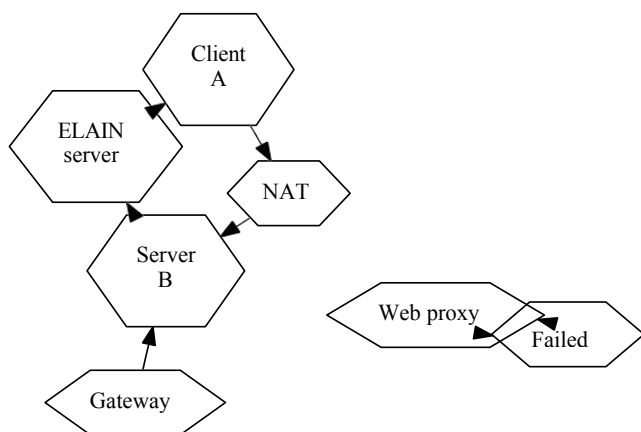 Client
A
ELAIN
server
NAT
Server
B
Web proxy
Failed
Gateway